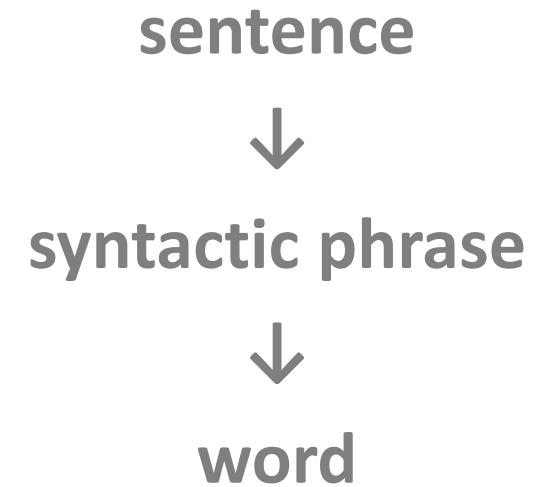 sentence
↓
syntactic phrase
↓
word